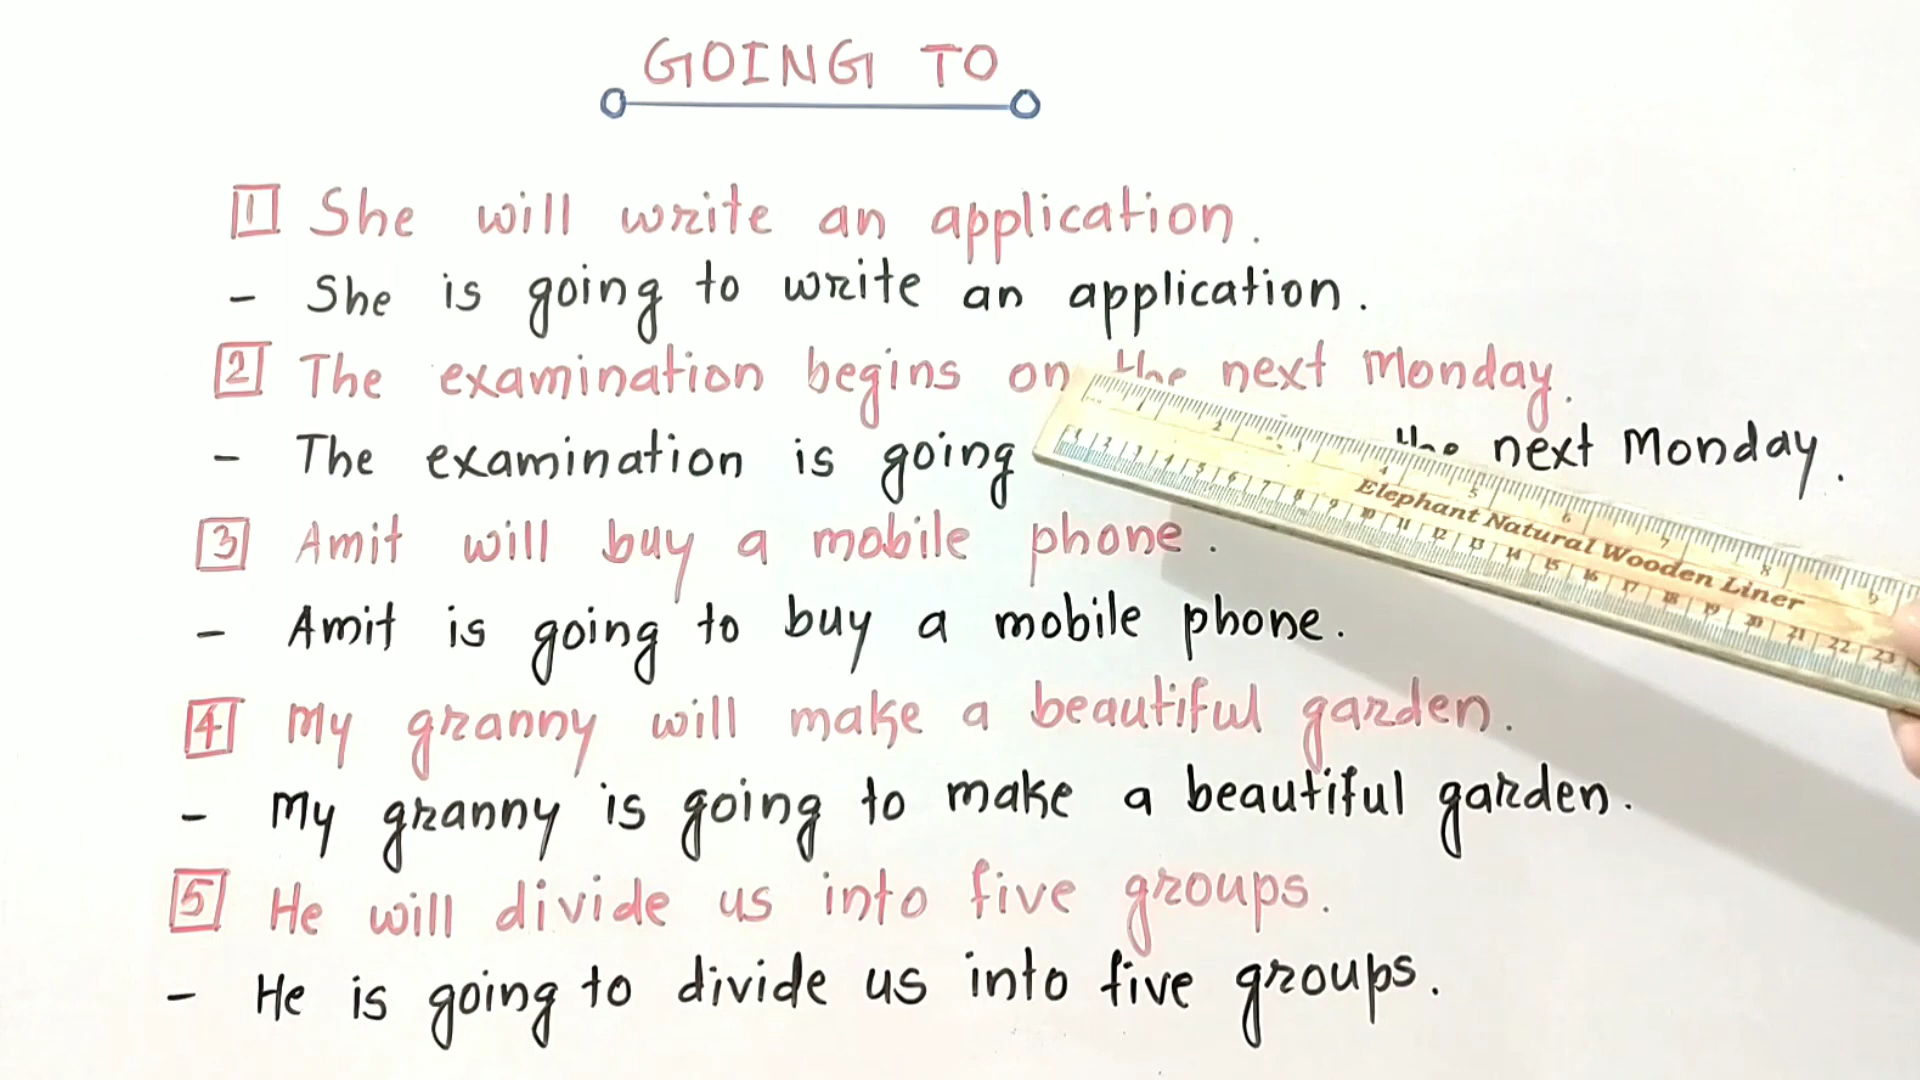 GOING TO
1 She will write an application.
- She is going to write an application.
2 The examination begins on the next Monday.
- The examination is going the next Monday.
3 Amit will buy a mobile phone.
- Amit is going to buy a mobile phone.
4 My granny will make a beautiful garden.
- My granny is going to make a beautiful garden.
5 He will divide us into five groups.
- He is going to divide us into five groups.
Elephant Natural Wooden Liner